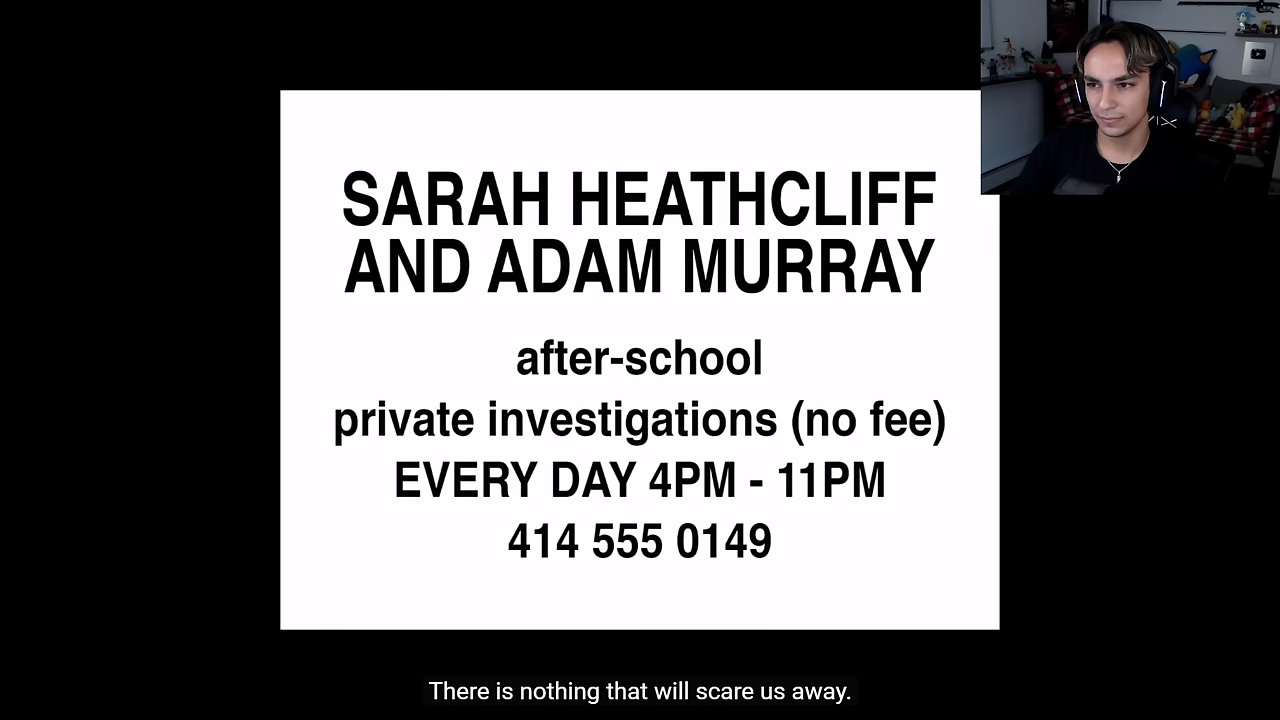 SARAH HEATHCLIFF
AND ADAM MURRAY
after-school
private investigations (no fee)
EVERY DAY 4PM - 11PM
414 555 0149
There is nothing that will scare us away.